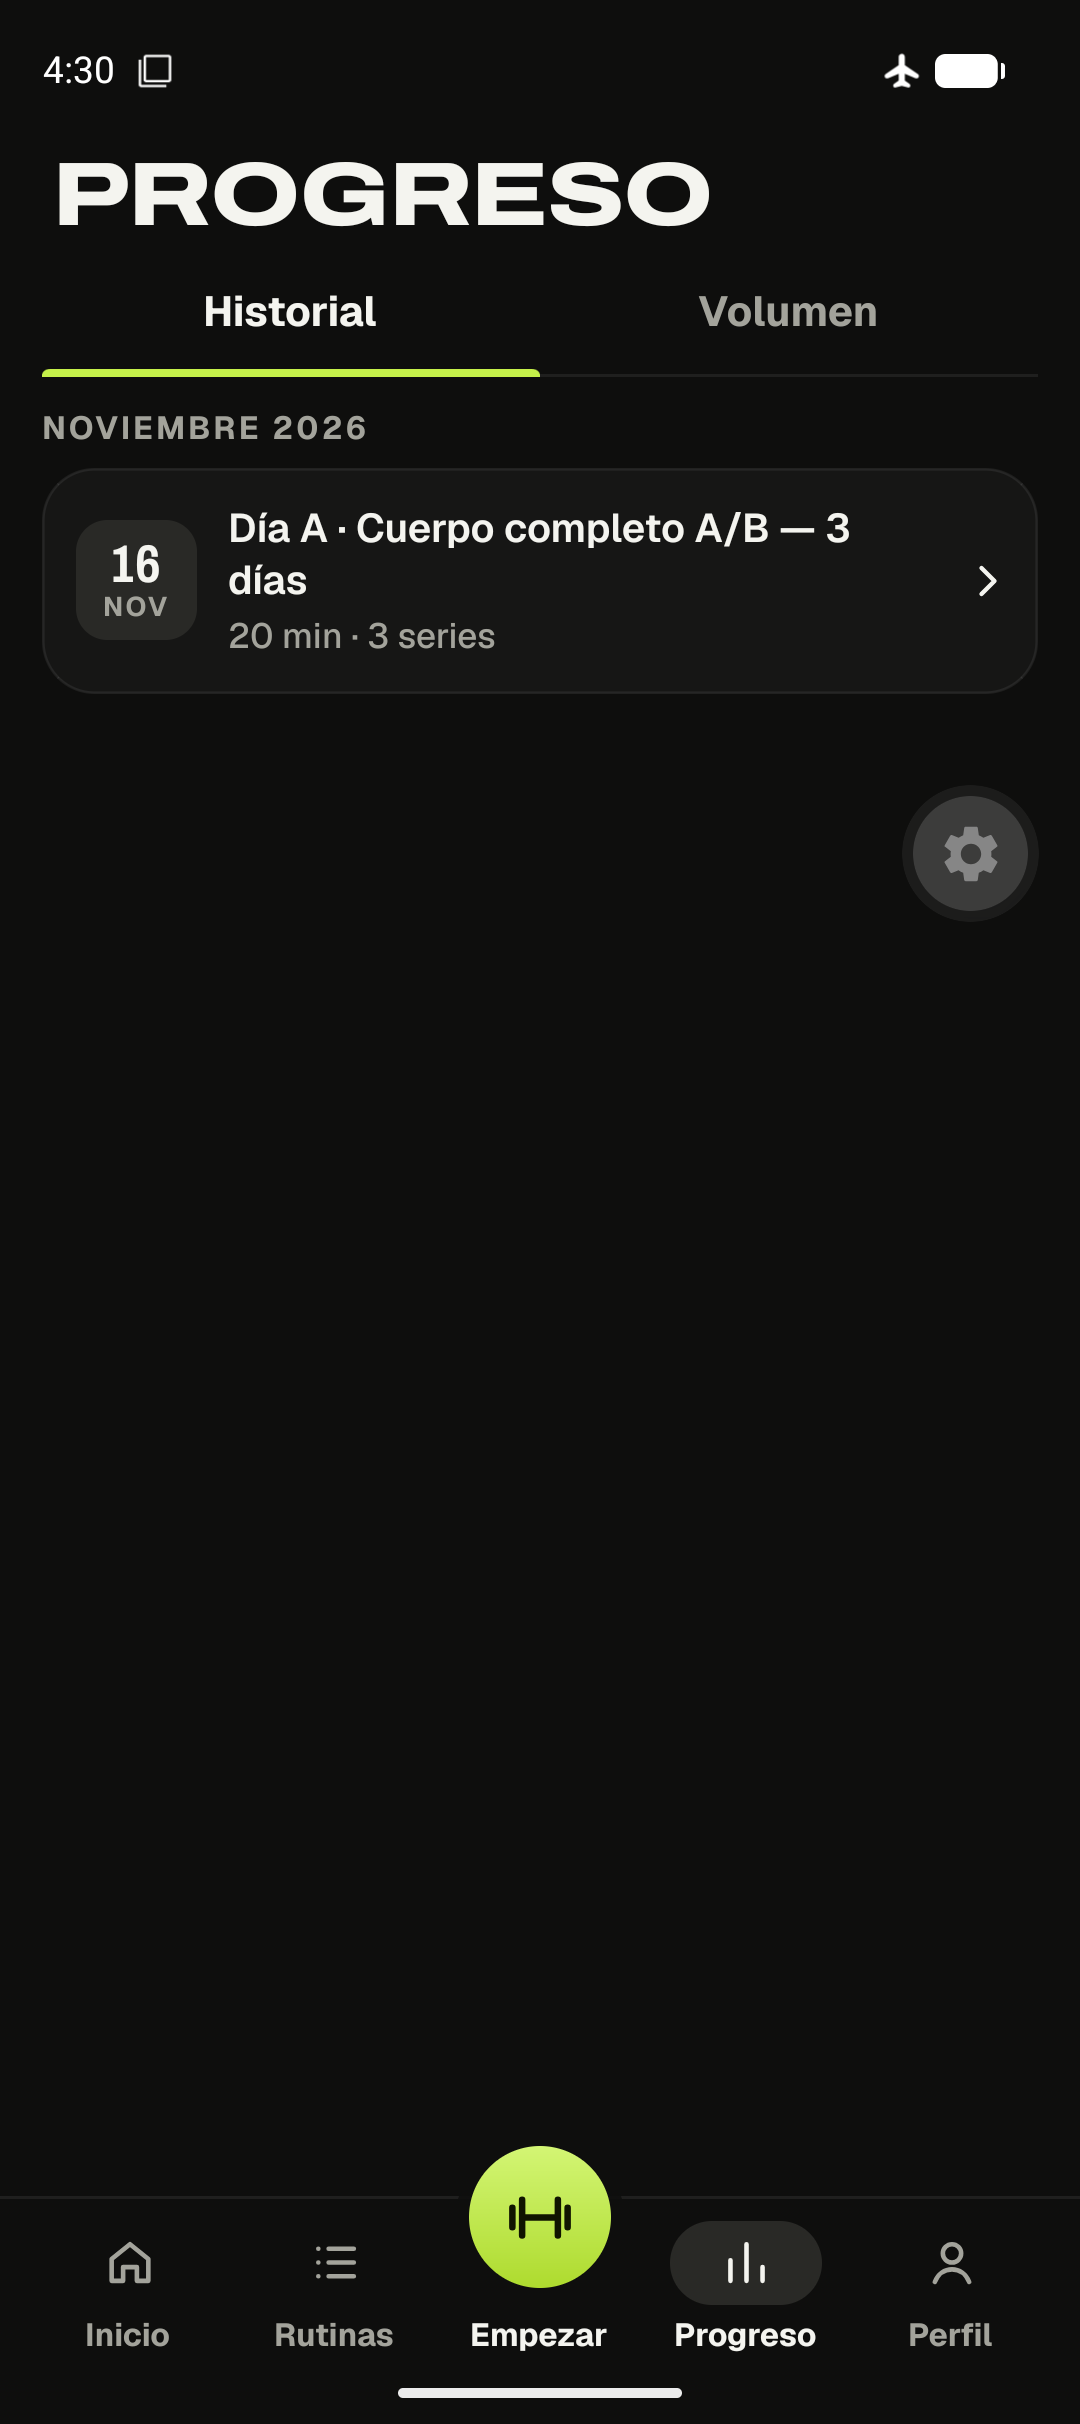 4:30
PROGRESO
Historial
Volumen
NOVIEMBRE 2026
16
NOV
Día A · Cuerpo completo A/B — 3
días
20 min · 3 series
Inicio
Rutinas
Empezar
Progreso
Perfil